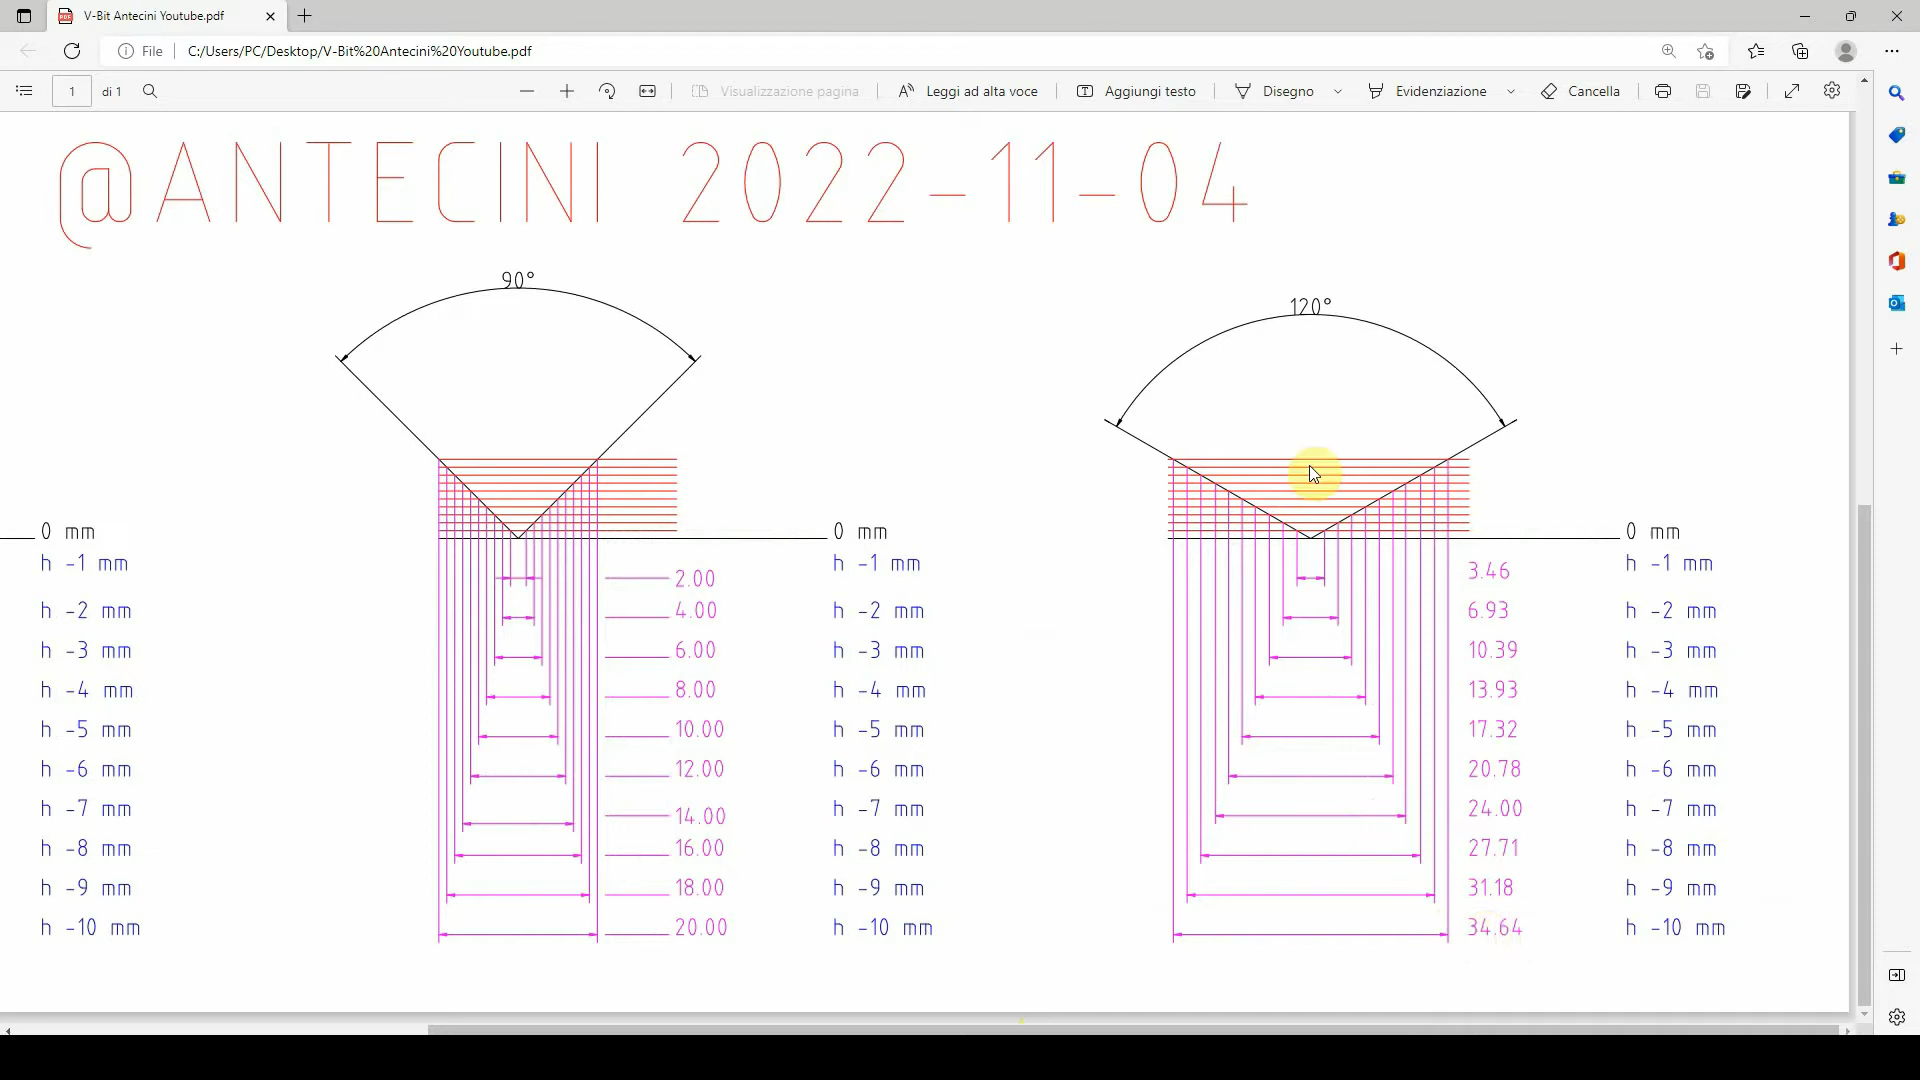 V-Bit Antecini Youtube.pdf
File C:/Users/PC/Desktop/V-Bit%20Antecini%20Youtube.pdf
1 di 1 Visualizzazione pagina Leggi ad alta voce Aggiungi testo Disegno Evidenziazione Cancella
@ANTECINI 2022-11-04
90°
120°
0 mm 0 mm 0 mm
h -1 mm 2.00 h -1 mm 3.46 h -1 mm
h -2 mm 4.00 h -2 mm 6.93 h -2 mm
h -3 mm 6.00 h -3 mm 10.39 h -3 mm
h -4 mm 8.00 h -4 mm 13.93 h -4 mm
h -5 mm 10.00 h -5 mm 17.32 h -5 mm
h -6 mm 12.00 h -6 mm 20.78 h -6 mm
h -7 mm 14.00 h -7 mm 24.00 h -7 mm
h -8 mm 16.00 h -8 mm 27.71 h -8 mm
h -9 mm 18.00 h -9 mm 31.18 h -9 mm
h -10 mm 20.00 h -10 mm 34.64 h -10 mm